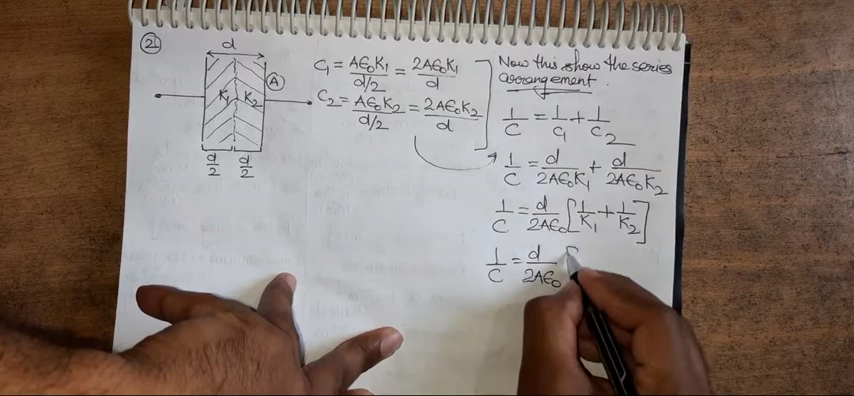 21
d
K₁ K₂
A
d/2 d/2
C₁ = Aϵ₀K₁ / d/2 = 2Aϵ₀K₁ / d
C₂ = Aϵ₀K₂ / d/2 = 2Aϵ₀K₂ / d
Now this show the series
arrangement.
1/C = 1/C₁ + 1/C₂
1/C = d/2Aϵ₀K₁ + d/2Aϵ₀K₂
1/C = d/2Aϵ₀ [1/K₁ + 1/K₂]
1/C = d/2Aϵ₀ [